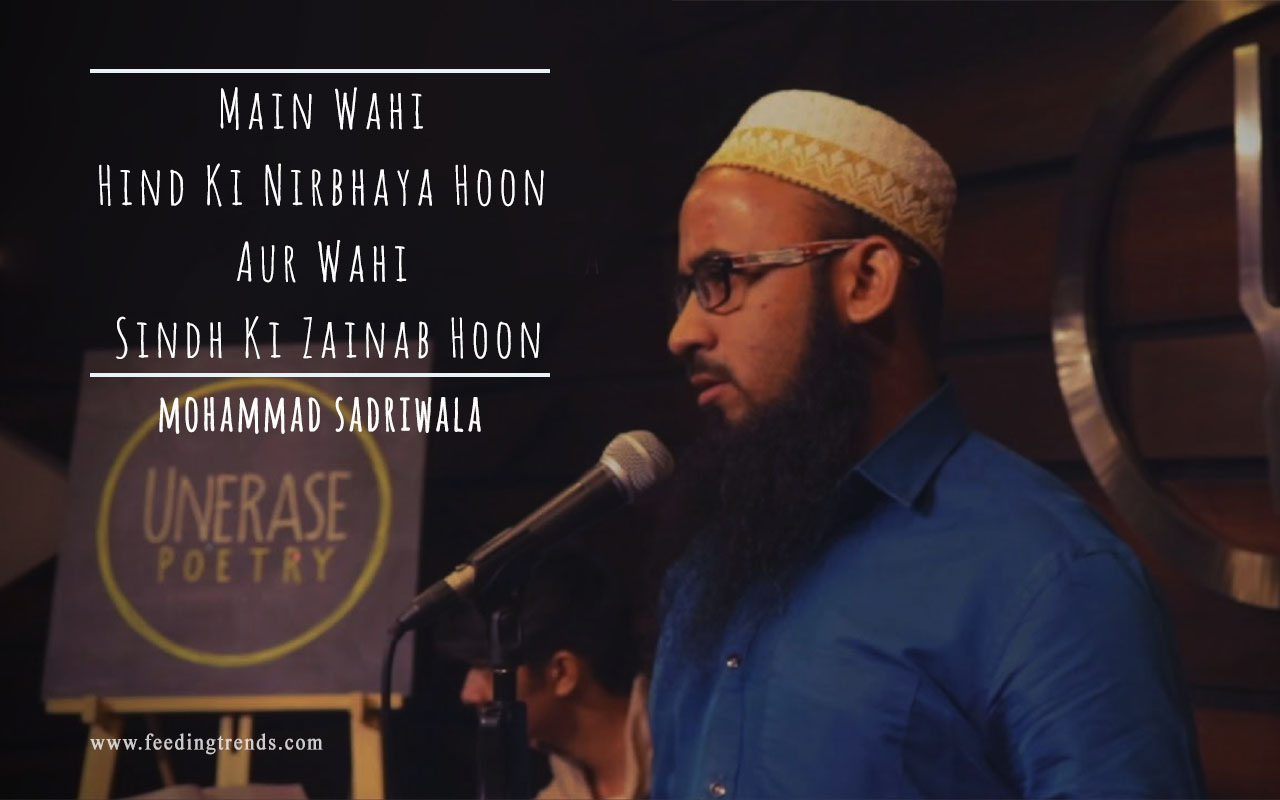 Main Wahi
Hind Ki Nirbhaya Hoon
Aur Wahi
Sindh Ki Zainab Hoon
MOHAMMAD SADRIWALA
UNERASE
POETRY
www.feedingtrends.com